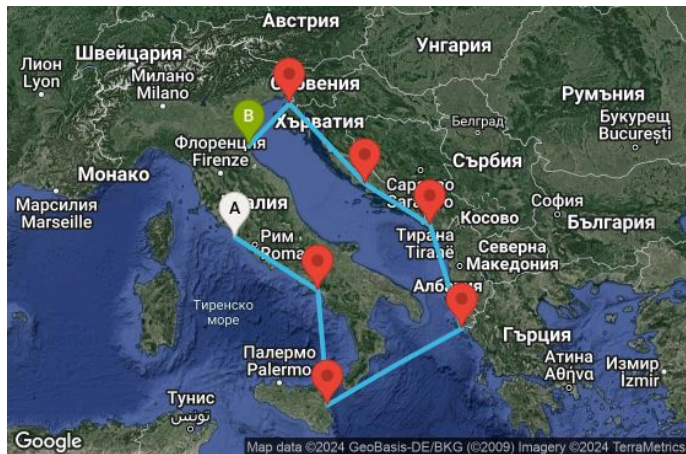 Австрия
Унгария
Лион
Lyon
Швейцария
Милано
Milano
Словения
Румъния
Хърватия
Белград
Букурещ
București
B
Флоренция
Firenze
Монако
Сърбия
Сараево
Sarajevo
Марсилия
Marseille
A
Италия
Косово
София
България
Рим
Roma
Тирана
Tiranë
Северна
Македония
Албания
Тиренско
море
Гърция
Палермо
Palermo
Атина
Αθήνα
Измир
İzmir
Тунис
تونس
Google
Map data ©2024 GeoBasis-DE/BKG (©2009) Imagery ©2024 TerraMetrics